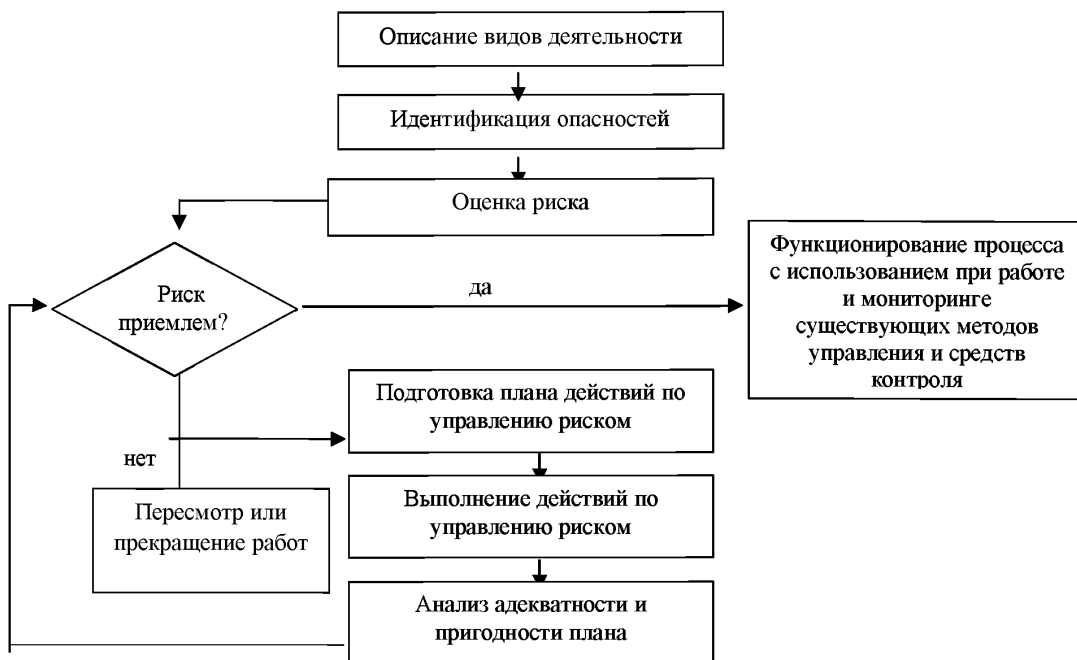 Описание видов деятельности
Идентификация опасностей
Оценка риска
Риск
приемлем?
да
Функционирование процесса
с использованием при работе
и мониторинге
существующих методов
управления и средств
контроля
Подготовка плана действий по
управлению риском
нет
Выполнение действий по
управлению риском
Пересмотр или
прекращение работ
Анализ адекватности и
пригодности плана